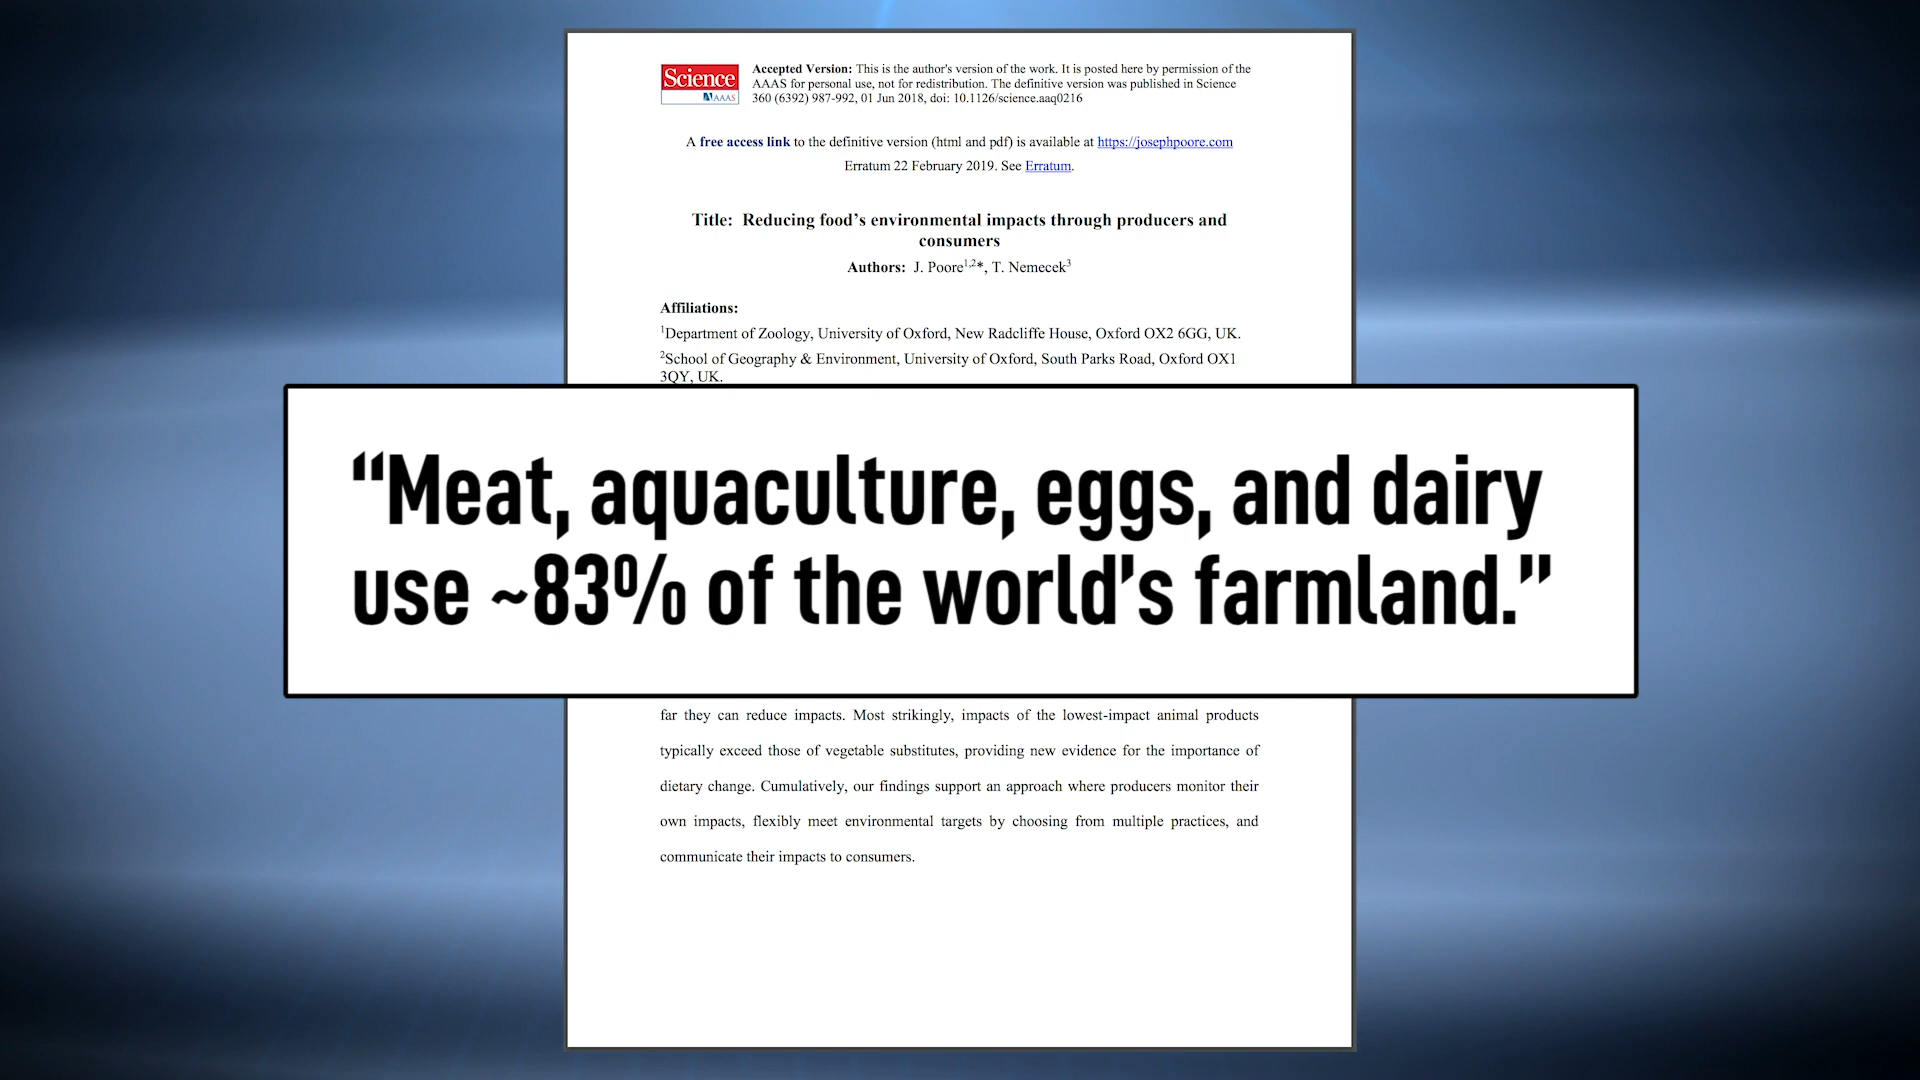 Science
AAAS
Accepted Version: This is the author's version of the work. It is posted here by permission of the
AAAS for personal use, not for redistribution. The definitive version was published in Science
360 (6392) 987-992, 01 Jun 2018, doi: 10.1126/science.aaq0216
A free access link to the definitive version (html and pdf) is available at https://josephpoore.com
Erratum 22 February 2019. See Erratum.
Title: Reducing food’s environmental impacts through producers and
consumers
Authors: J. Poore1,2*, T. Nemecek3
Affiliations:
1Department of Zoology, University of Oxford, New Radcliffe House, Oxford OX2 6GG, UK.
2School of Geography & Environment, University of Oxford, South Parks Road, Oxford OX1
3QY, UK.
“Meat, aquaculture, eggs, and dairy
use ~83% of the world’s farmland.”
far they can reduce impacts. Most strikingly, impacts of the lowest-impact animal products
typically exceed those of vegetable substitutes, providing new evidence for the importance of
dietary change. Cumulatively, our findings support an approach where producers monitor their
own impacts, flexibly meet environmental targets by choosing from multiple practices, and
communicate their impacts to consumers.